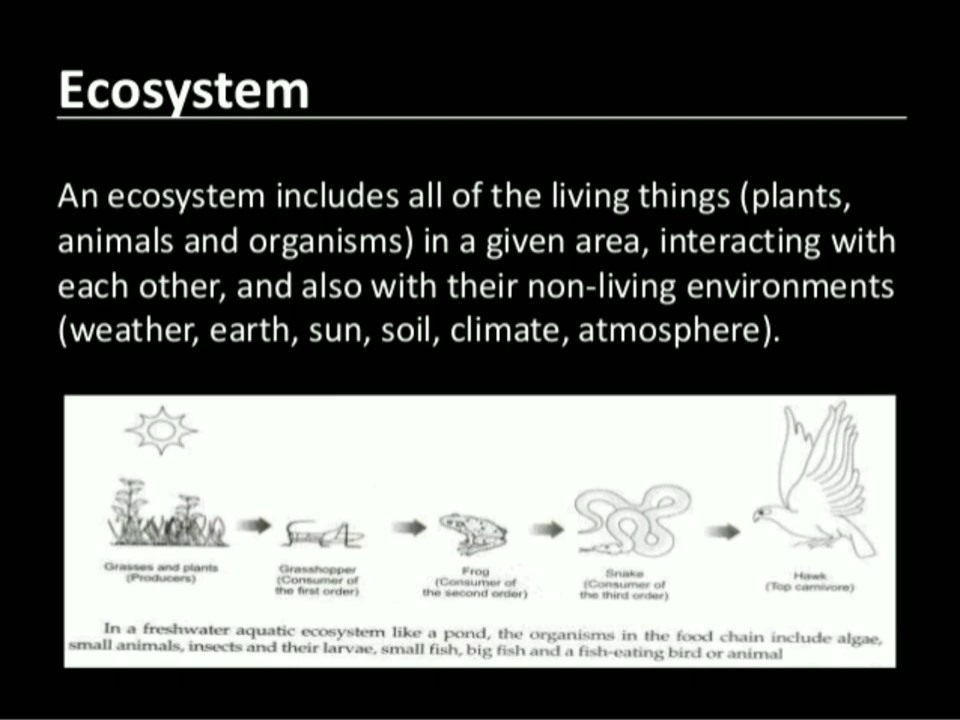 Ecosystem
An ecosystem includes all of the living things (plants,
animals and organisms) in a given area, interacting with
each other, and also with their non-living environments
(weather, earth, sun, soil, climate, atmosphere).
Grasses and plants
(Producers)
Grasshopper
(Consumer of
the first order)
Frog
(Consumer of
the second order)
Snake
(Consumer of
the third order)
Hawk
(Top carnivore)
In a freshwater aquatic ecosystem like a pond, the organisms in the food chain include algae,
small animals, insects and their larvae, small fish, big fish and a fish-eating bird or animal